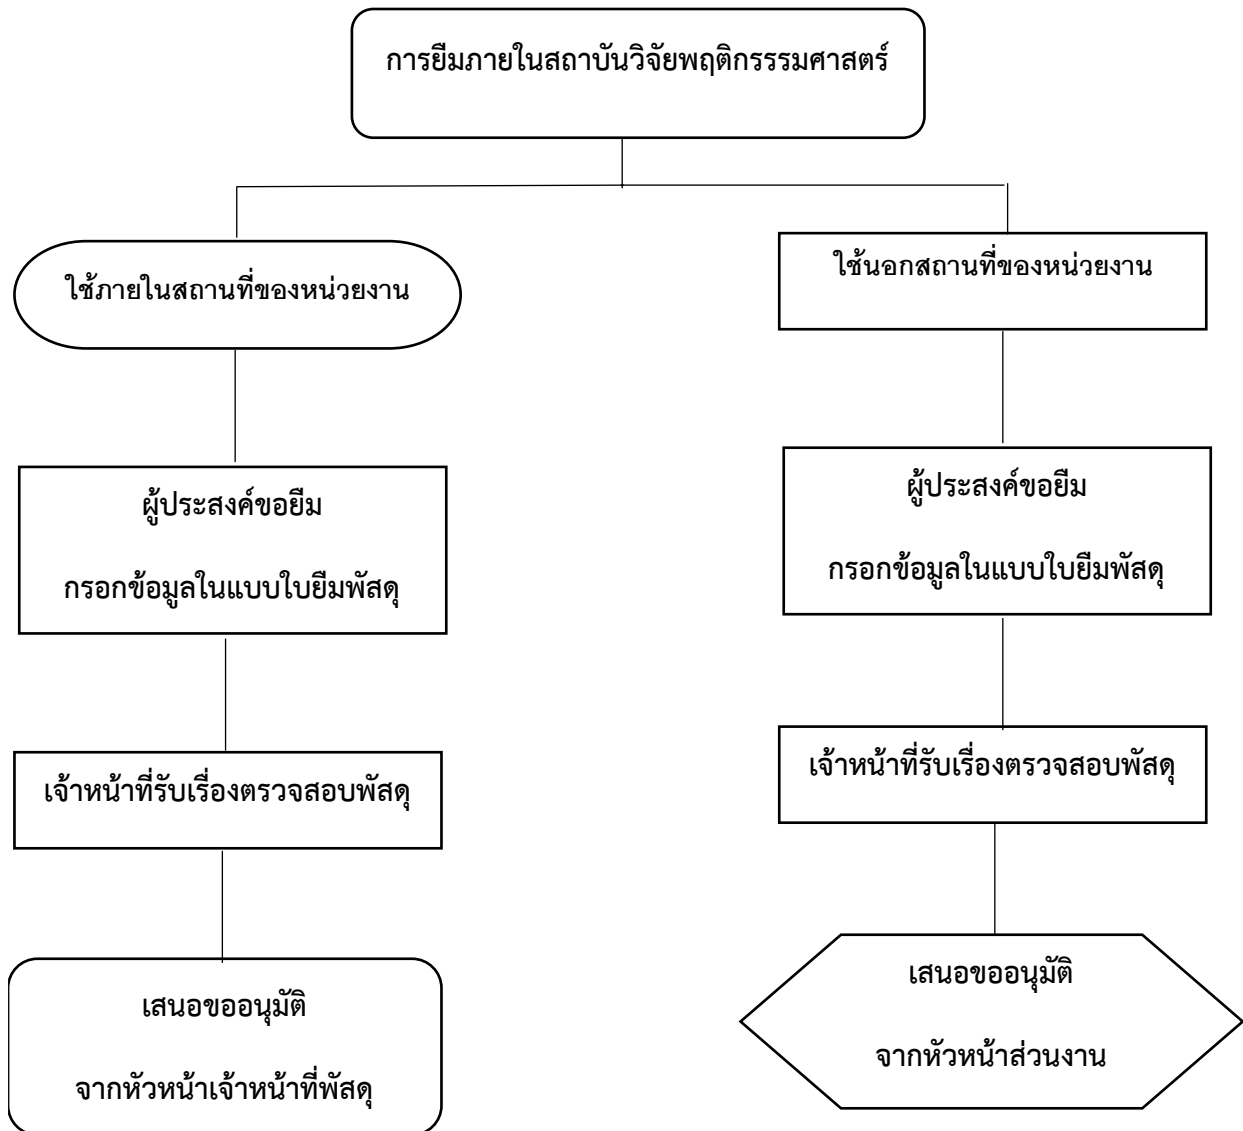 การยืมภายในสถาบันวิจัยพฤติกรรรมศาสตร์
ใช้ภายในสถานที่ของหน่วยงาน
ใช้นอกสถานที่ของหน่วยงาน
ผู้ประสงค์ขอยืม
กรอกข้อมูลในแบบใบยืมพัสดุ
ผู้ประสงค์ขอยืม
กรอกข้อมูลในแบบใบยืมพัสดุ
เจ้าหน้าที่รับเรื่องตรวจสอบพัสดุ
เจ้าหน้าที่รับเรื่องตรวจสอบพัสดุ
เสนอขออนุมัติ
จากหัวหน้าเจ้าหน้าที่พัสดุ
เสนอขออนุมัติ
จากหัวหน้าส่วนงาน